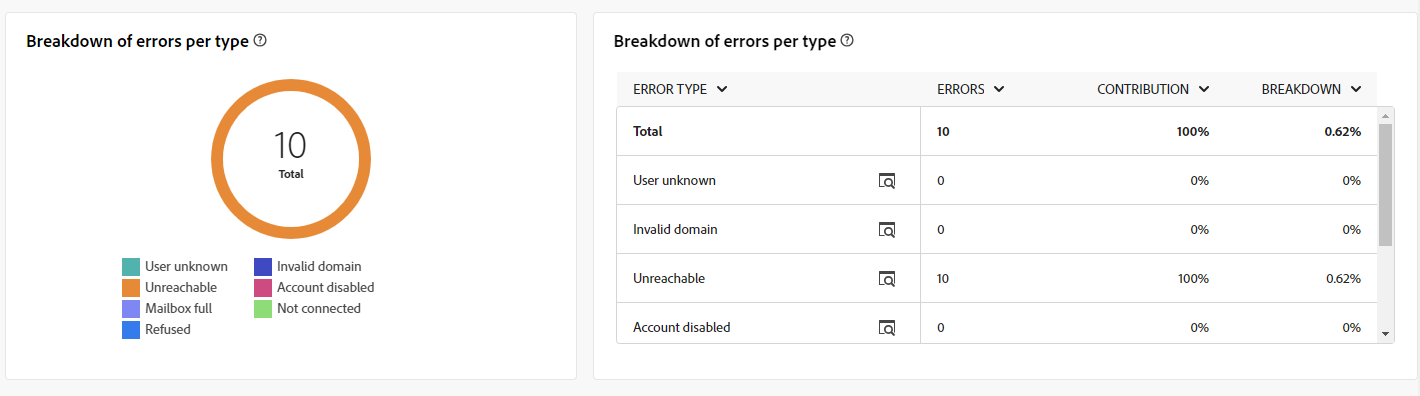 Breakdown of errors per type
10
Total
User unknown
Invalid domain
Unreachable
Account disabled
Mailbox full
Not connected
Refused
Breakdown of errors per type
ERROR TYPE ERRORS CONTRIBUTION BREAKDOWN
Total 10 100% 0.62%
User unknown 0 0% 0%
Invalid domain 0 0% 0%
Unreachable 10 100% 0.62%
Account disabled 0 0% 0%